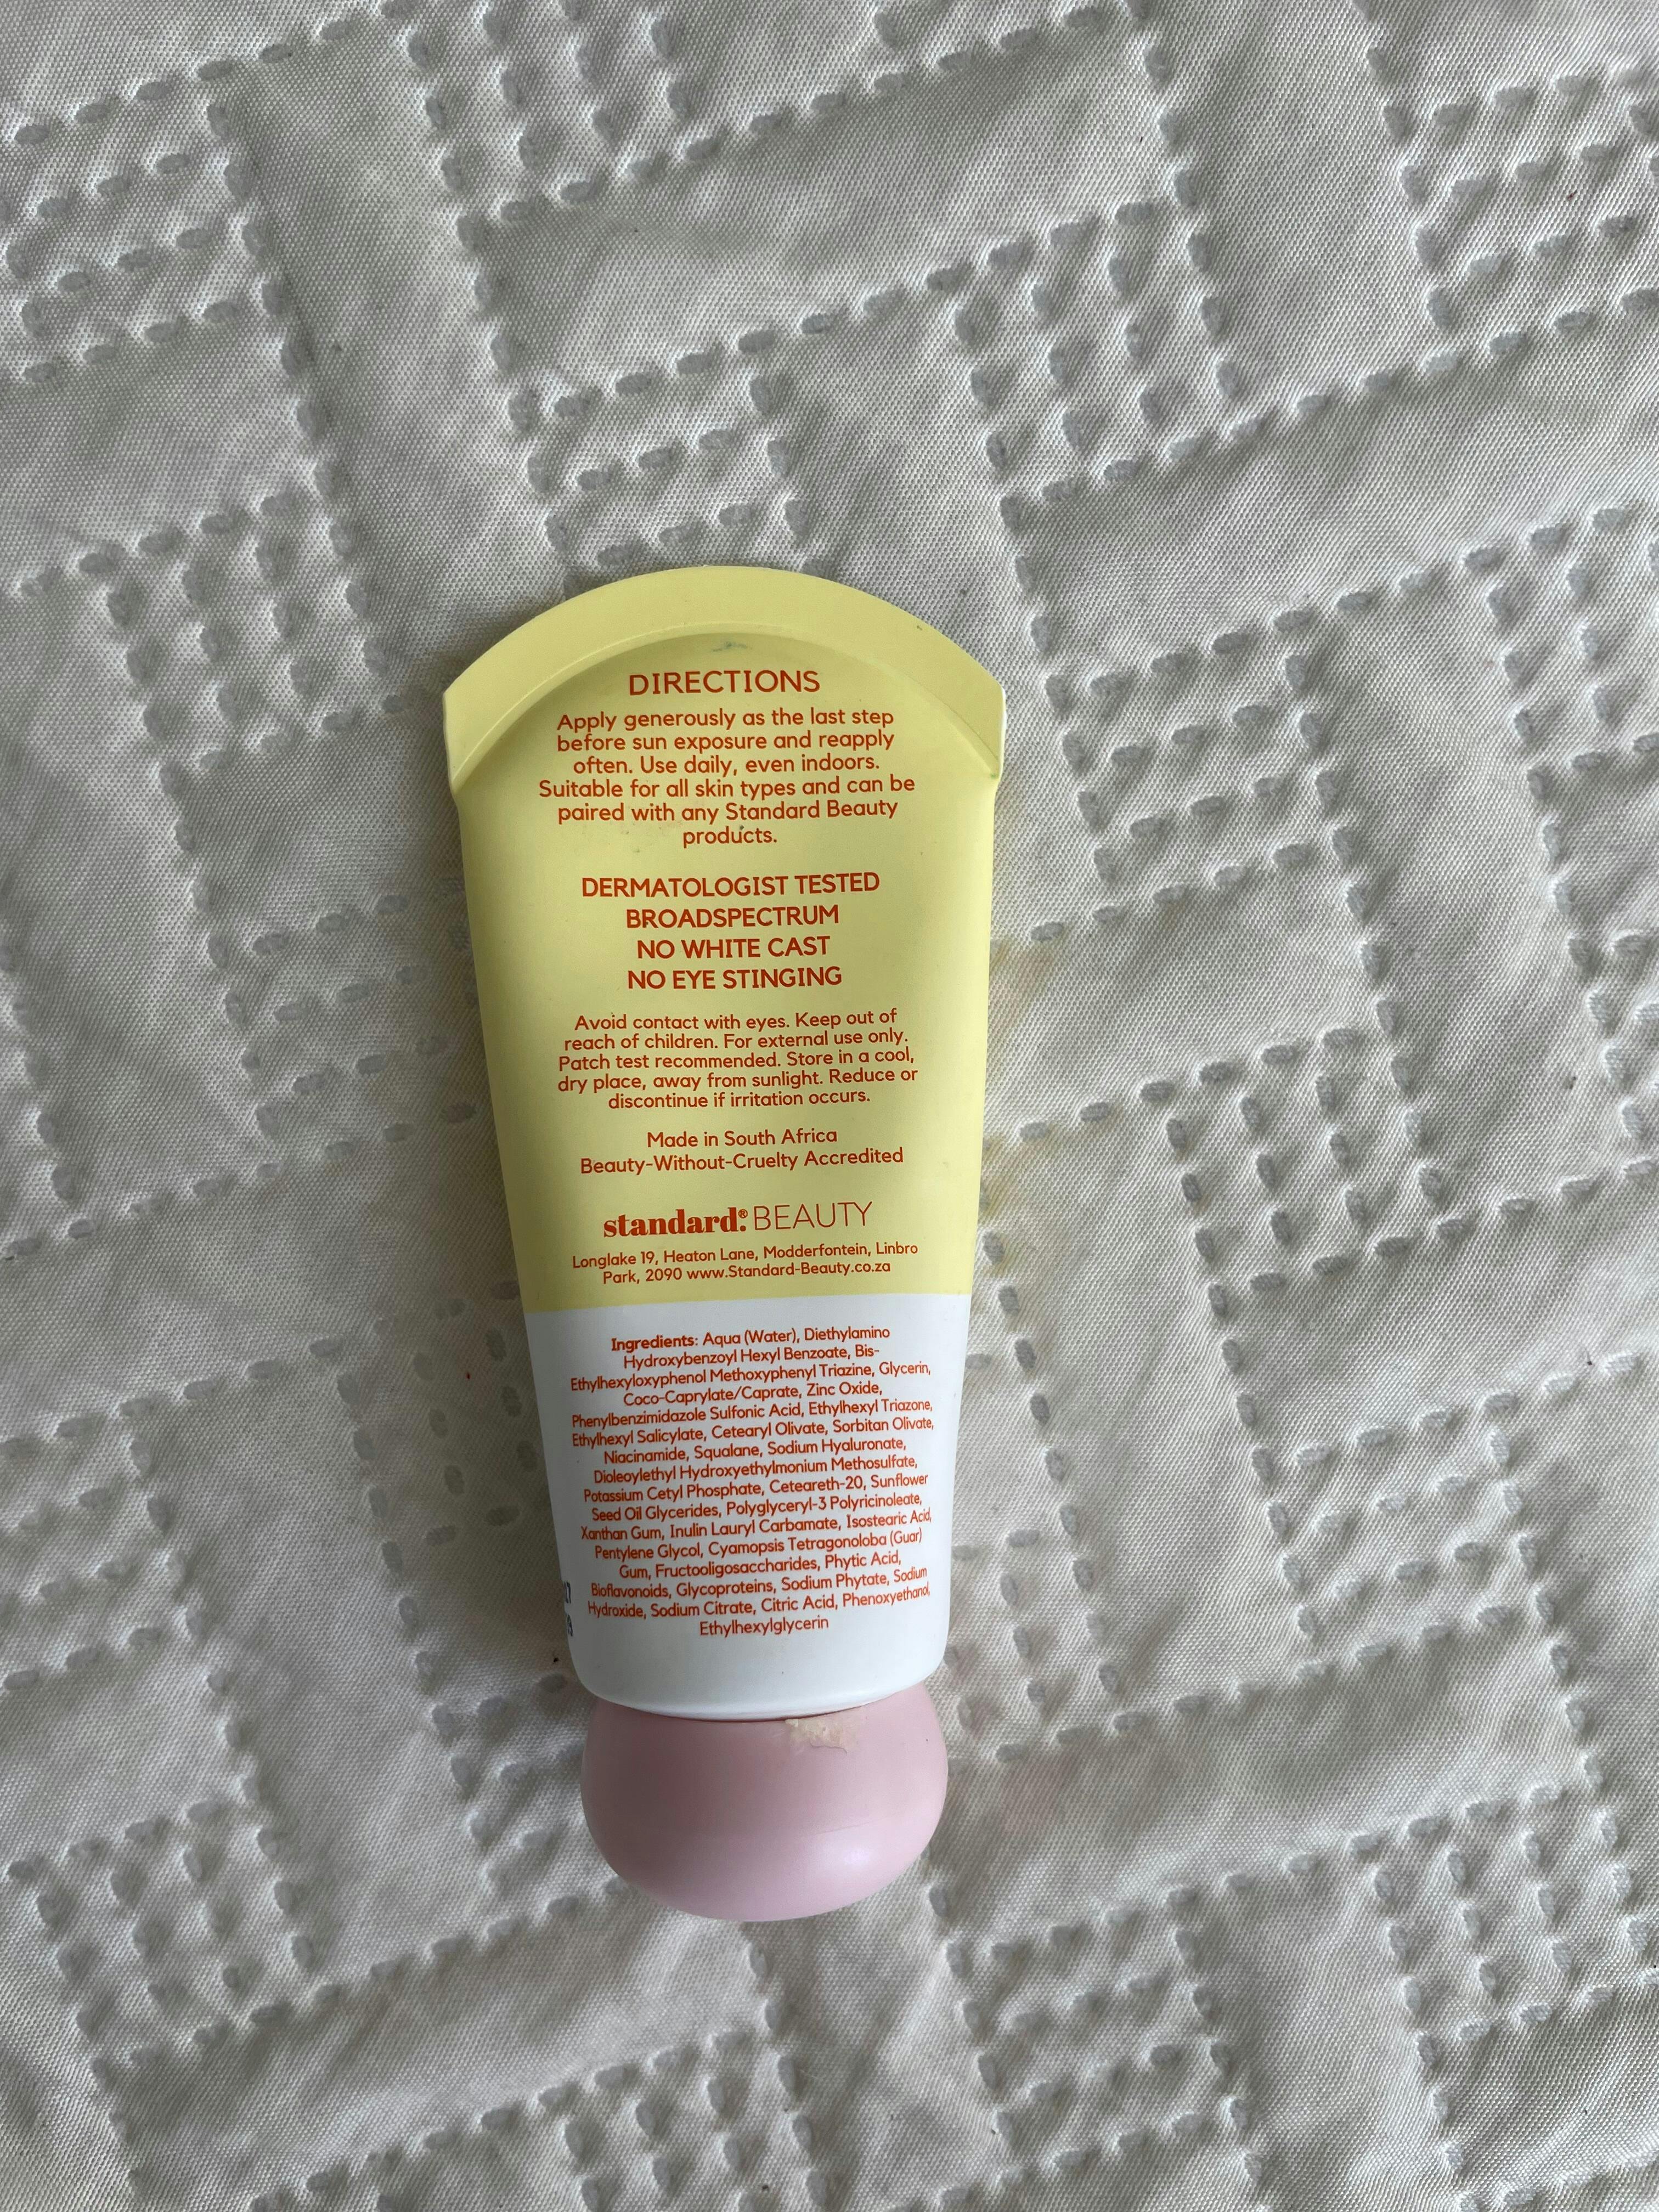 DIRECTIONS
Apply generously as the last step
before sun exposure and reapply
often. Use daily, even indoors.
Suitable for all skin types and can be
paired with any Standard Beauty
products.
DERMATOLOGIST TESTED
BROADSPECTRUM
NO WHITE CAST
NO EYE STINGING
Avoid contact with eyes. Keep out of
reach of children. For external use only.
Patch test recommended. Store in a cool,
dry place, away from sunlight. Reduce or
discontinue if irritation occurs.
Made in South Africa
Beauty-Without-Cruelty Accredited
standard.® BEAUTY
Longlake 19, Heaton Lane, Modderfontein, Linbro
Park, 2090 www.Standard-Beauty.co.za
Ingredients: Aqua (Water), Diethylamino
Hydroxybenzoyl Hexyl Benzoate, Bis-
Ethylhexyloxyphenol Methoxyphenyl Triazine, Glycerin,
Coco-Caprylate/Caprate, Zinc Oxide,
Phenylbenzimidazole Sulfonic Acid, Ethylhexyl Triazone,
Ethylhexyl Salicylate, Cetearyl Olivate, Sorbitan Olivate,
Niacinamide, Squalane, Sodium Hyaluronate,
Dioleoylethyl Hydroxyethylmonium Methosulfate,
Potassium Cetyl Phosphate, Ceteareth-20, Sunflower
Seed Oil Glycerides, Polyglyceryl-3 Polyricinoleate,
Xanthan Gum, Inulin Lauryl Carbamate, Isostearic Acid,
Pentylene Glycol, Cyamopsis Tetragonoloba (Guar)
Gum, Fructooligosaccharides, Phytic Acid,
Bioflavonoids, Glycoproteins, Sodium Phytate, Sodium
Hydroxide, Sodium Citrate, Citric Acid, Phenoxyethanol,
Ethylhexylglycerin